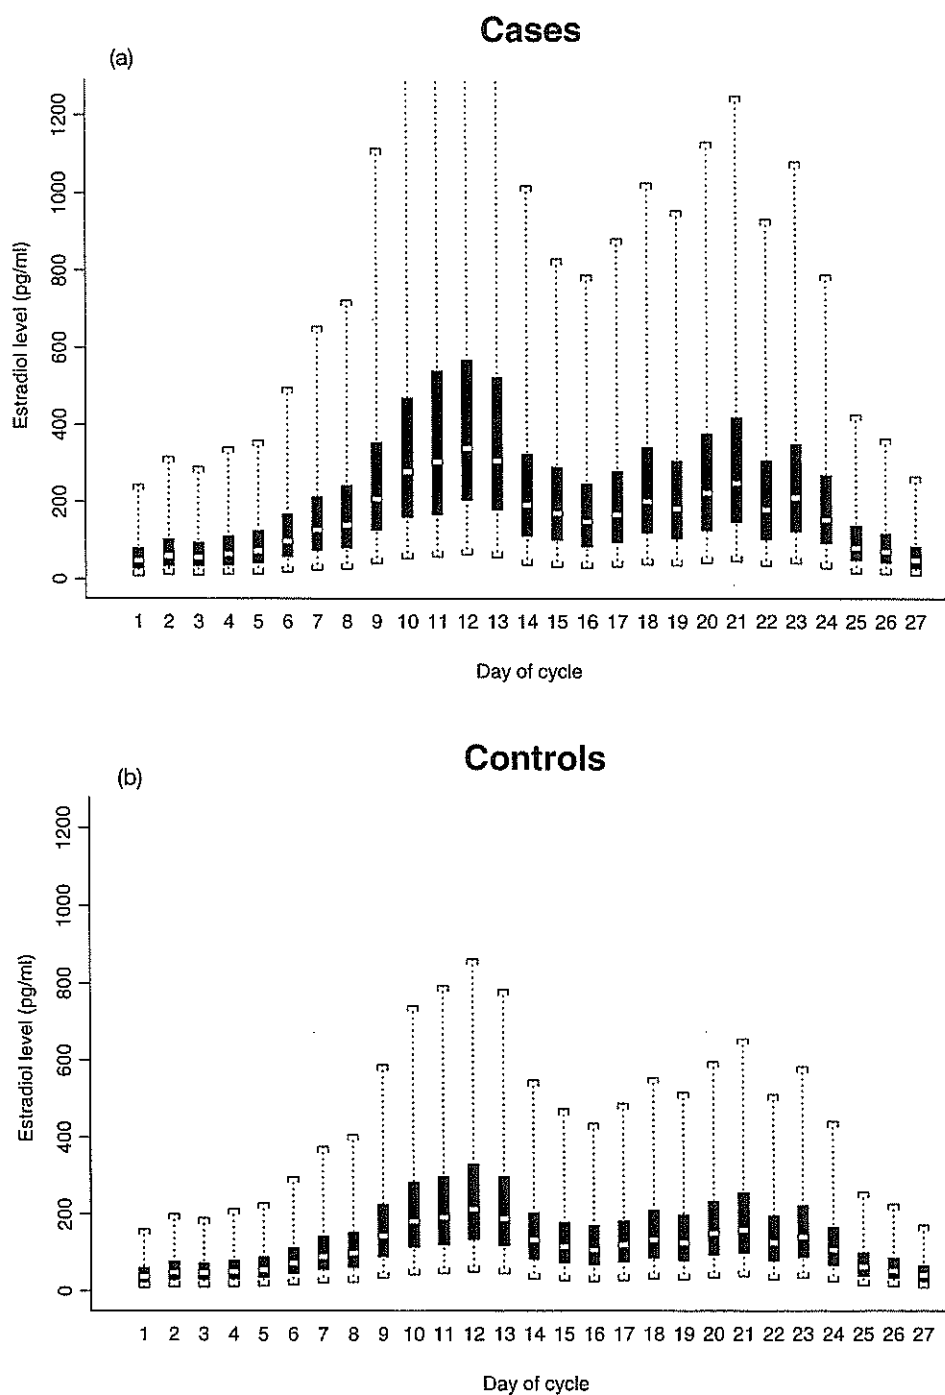 Cases
(a)
1200
1000
800
600
400
200
0
Estradiol level (pg/ml)
1 2 3 4 5 6 7 8 9 10 11 12 13 14 15 16 17 18 19 20 21 22 23 24 25 26 27
Day of cycle
Controls
(b)
1200
1000
800
600
400
200
0
Estradiol level (pg/ml)
1 2 3 4 5 6 7 8 9 10 11 12 13 14 15 16 17 18 19 20 21 22 23 24 25 26 27
Day of cycle